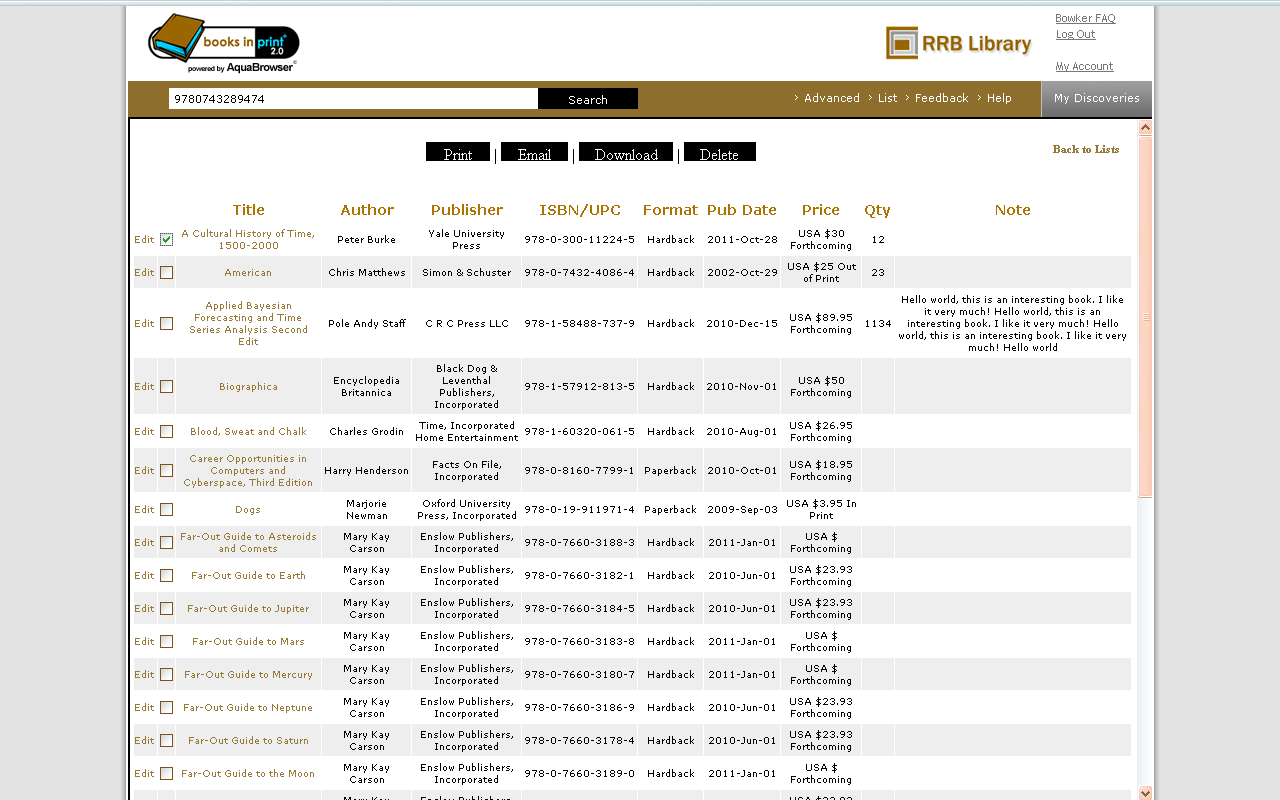 books in print 2.0
powered by AquaBrowser
RRB Library
Bowker FAQ
Log Out
My Account
9780743289474
Search
› Advanced › List › Feedback › Help
My Discoveries
Print | Email | Download | Delete
Back to Lists
Title Author Publisher ISBN/UPC Format Pub Date Price Qty Note
Edit A Cultural History of Time, 1500-2000 Peter Burke Yale University Press 978-0-300-11224-5 Hardback 2011-Oct-28 USA $30 Forthcoming 12
Edit American Chris Matthews Simon & Schuster 978-0-7432-4086-4 Hardback 2002-Oct-29 USA $25 Out of Print 23
Edit Applied Bayesian Forecasting and Time Series Analysis Second Edit Pole Andy Staff C R C Press LLC 978-1-58488-737-9 Hardback 2010-Dec-15 USA $89.95 Forthcoming 1134 Hello world, this is an interesting book. I like it very much! Hello world, this is an interesting book. I like it very much! Hello world, this is an interesting book. I like it very much! Hello world
Edit Biographica Encyclopedia Britannica Black Dog & Leventhal Publishers, Incorporated 978-1-57912-813-5 Hardback 2010-Nov-01 USA $50 Forthcoming
Edit Blood, Sweat and Chalk Charles Grodin Time, Incorporated Home Entertainment 978-1-60320-061-5 Hardback 2010-Aug-01 USA $26.95 Forthcoming
Edit Career Opportunities in Computers and Cyberspace, Third Edition Harry Henderson Facts On File, Incorporated 978-0-8160-7799-1 Paperback 2010-Oct-01 USA $18.95 Forthcoming
Edit Dogs Marjorie Newman Oxford University Press, Incorporated 978-0-19-911971-4 Paperback 2009-Sep-03 USA $3.95 In Print
Edit Far-Out Guide to Asteroids and Comets Mary Kay Carson Enslow Publishers, Incorporated 978-0-7660-3188-3 Hardback 2011-Jan-01 USA $ Forthcoming
Edit Far-Out Guide to Earth Mary Kay Carson Enslow Publishers, Incorporated 978-0-7660-3182-1 Hardback 2010-Jun-01 USA $23.93 Forthcoming
Edit Far-Out Guide to Jupiter Mary Kay Carson Enslow Publishers, Incorporated 978-0-7660-3184-5 Hardback 2010-Jun-01 USA $23.93 Forthcoming
Edit Far-Out Guide to Mars Mary Kay Carson Enslow Publishers, Incorporated 978-0-7660-3183-8 Hardback 2011-Jan-01 USA $ Forthcoming
Edit Far-Out Guide to Mercury Mary Kay Carson Enslow Publishers, Incorporated 978-0-7660-3180-7 Hardback 2011-Jan-01 USA $ Forthcoming
Edit Far-Out Guide to Neptune Mary Kay Carson Enslow Publishers, Incorporated 978-0-7660-3186-9 Hardback 2010-Jun-01 USA $23.93 Forthcoming
Edit Far-Out Guide to Saturn Mary Kay Carson Enslow Publishers, Incorporated 978-0-7660-3178-4 Hardback 2010-Jun-01 USA $23.93 Forthcoming
Edit Far-Out Guide to the Moon Mary Kay Carson Enslow Publishers, Incorporated 978-0-7660-3189-0 Hardback 2011-Jan-01 USA $23.93 Forthcoming